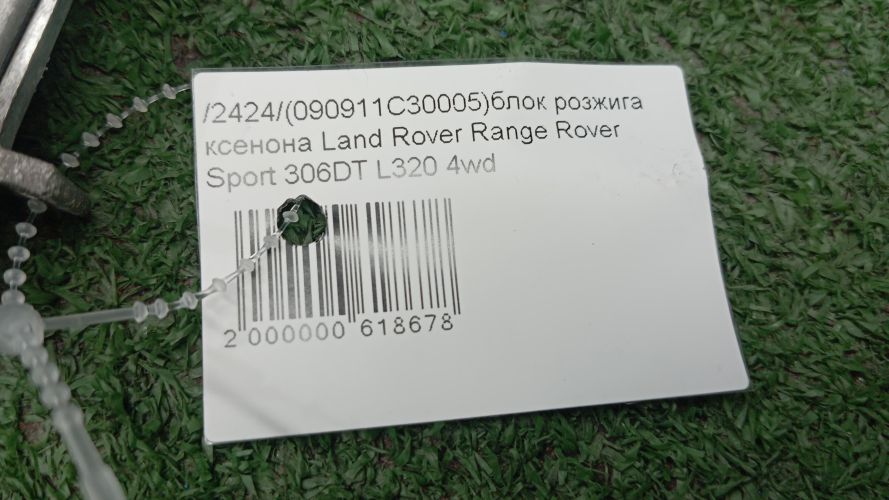 /2424/(090911C30005)блок розжига
ксенона Land Rover Range Rover
Sport 306DT L320 4wd
2 000000 618678